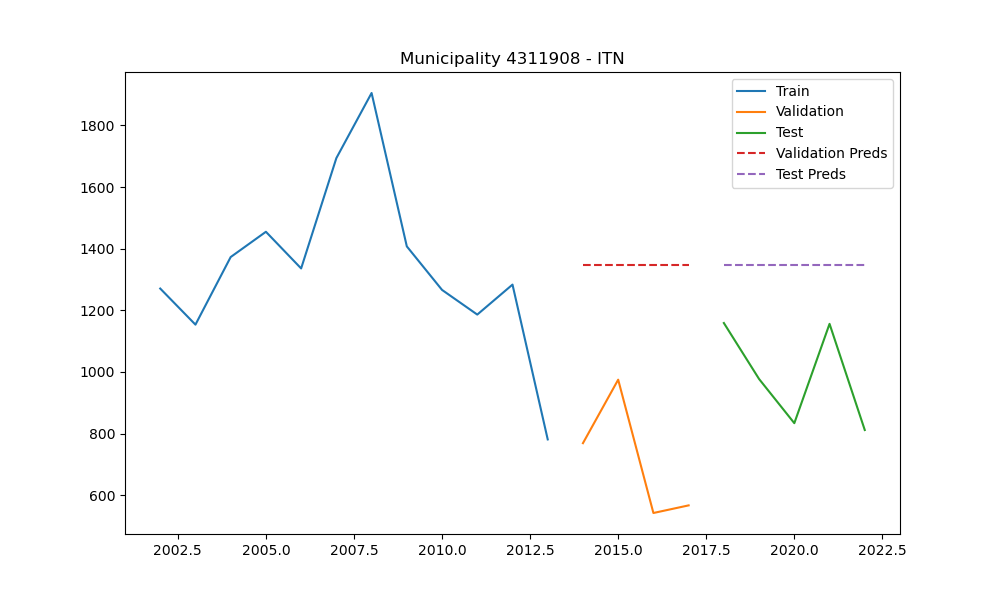 Municipality 4311908 - ITN
Train
Validation
Test
Validation Preds
Test Preds
1800
1600
1400
1200
1000
800
600
2002.5 2005.0 2007.5 2010.0 2012.5 2015.0 2017.5 2020.0 2022.5